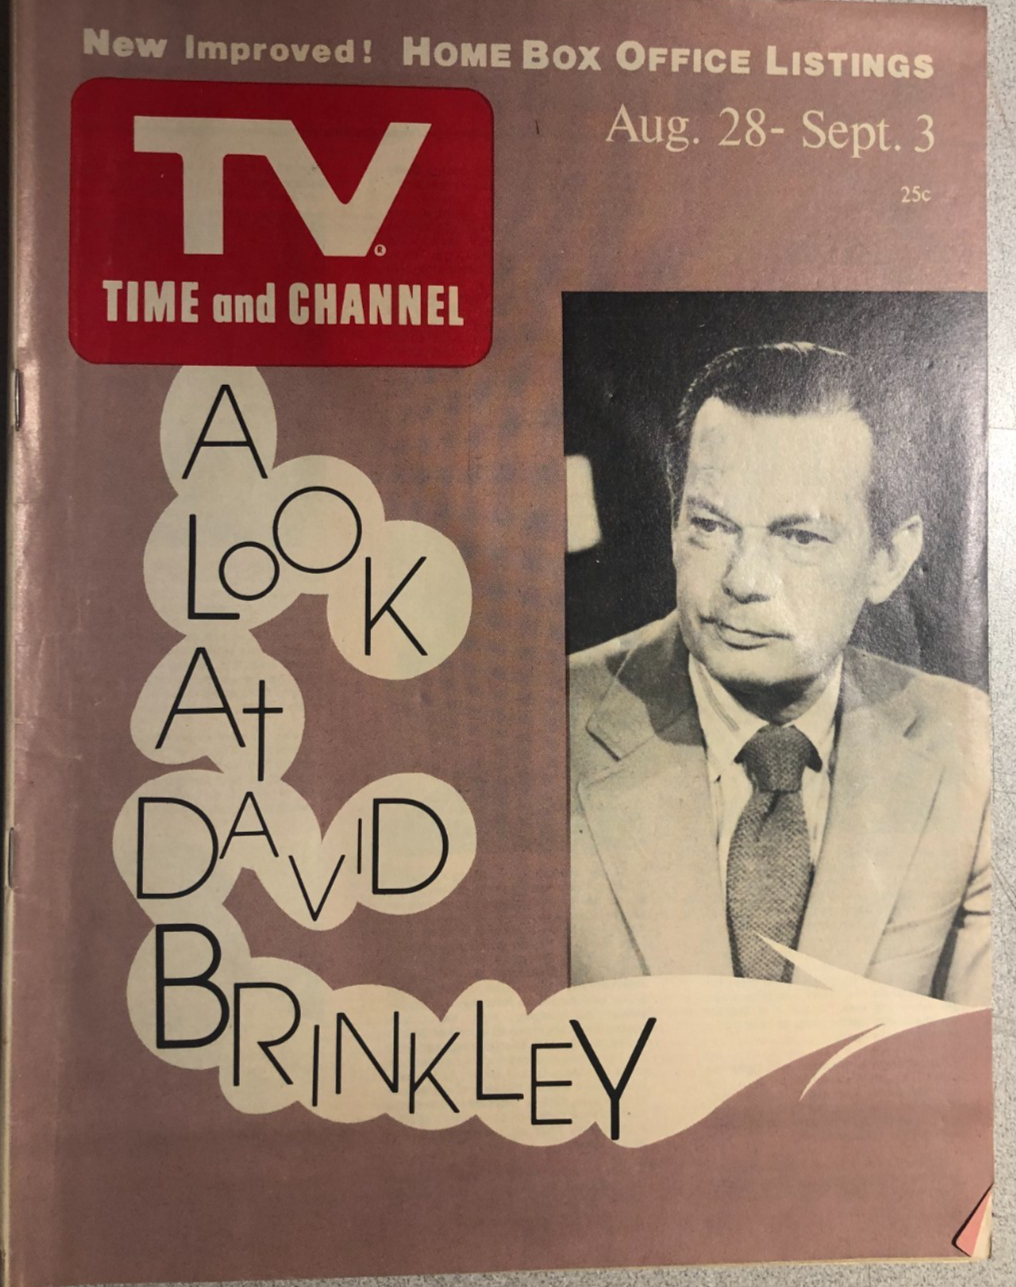 New Improved! HOME BOX OFFICE LISTINGS
TV®
TIME and CHANNEL
Aug. 28- Sept. 3
25c
A
LOOK
At
DAViD
BRINKLEY